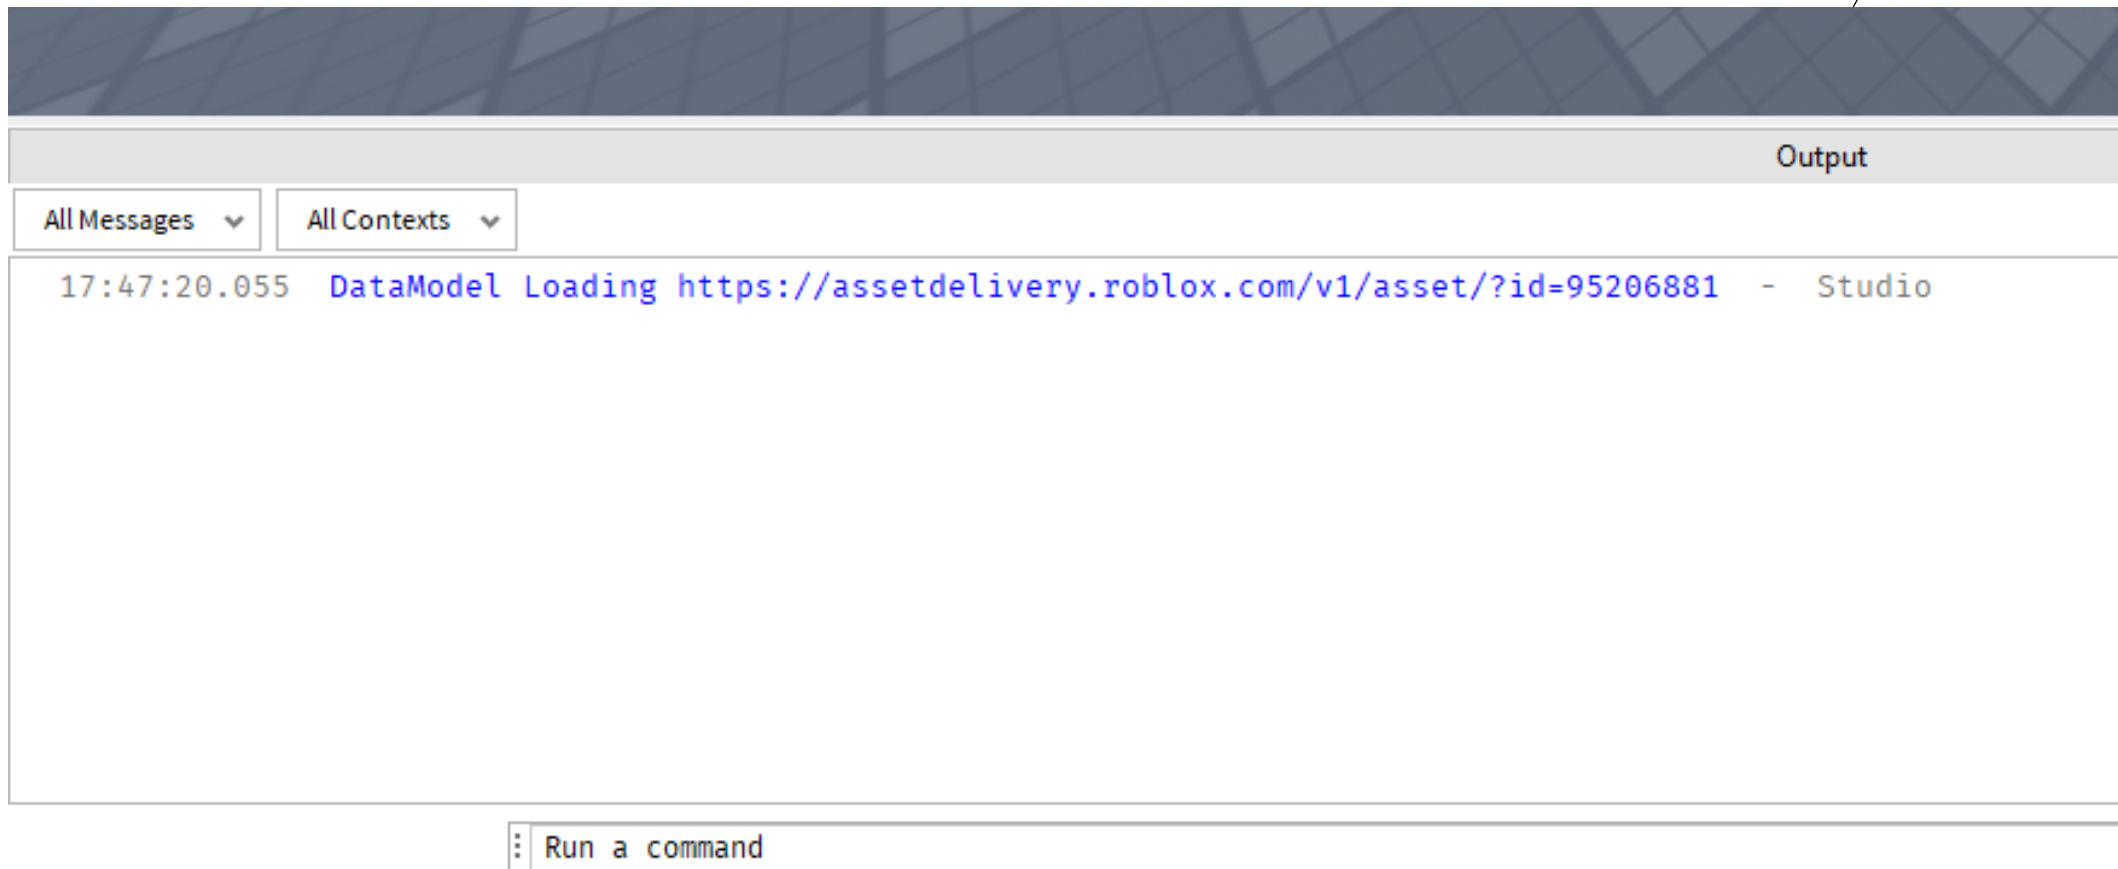 Output
All Messages All Contexts
17:47:20.055 DataModel Loading https://assetdelivery.roblox.com/v1/asset/?id=95206881 - Studio
Run a command